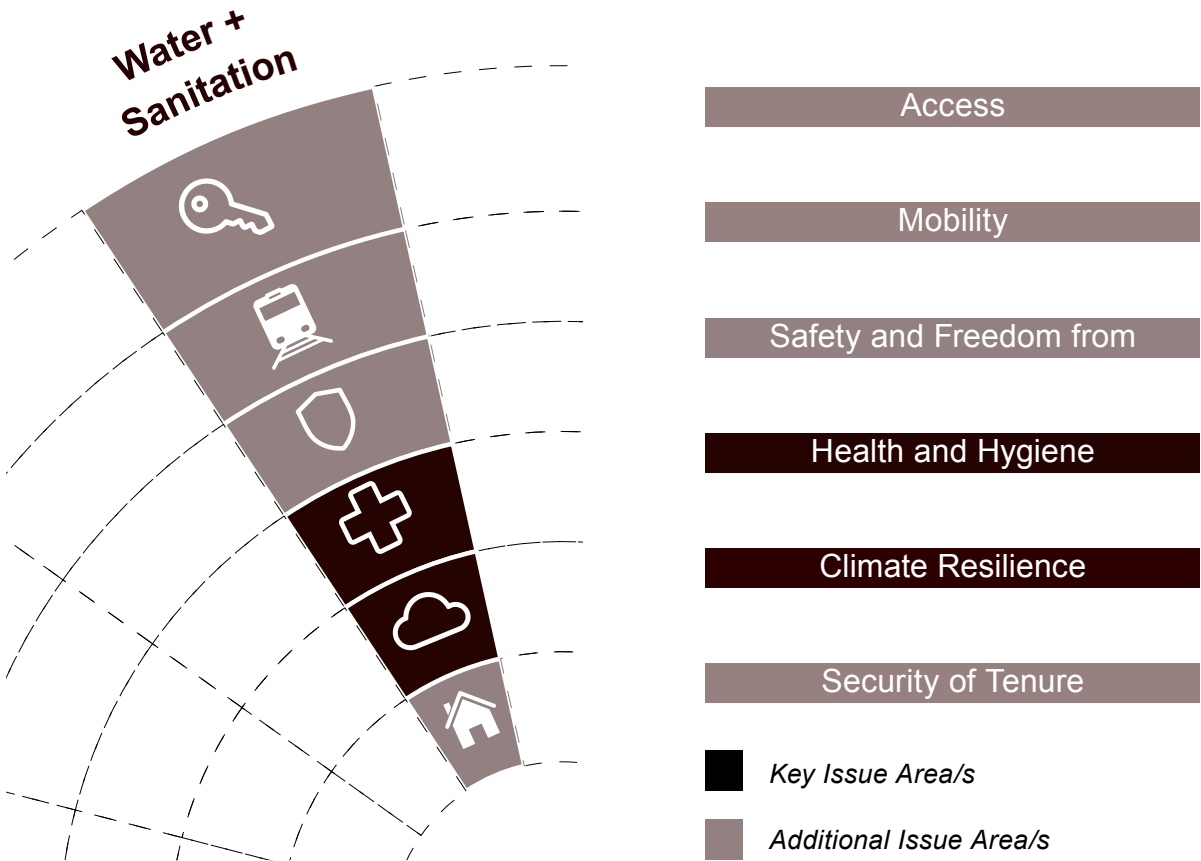 Water +
Sanitation
Access
Mobility
Safety and Freedom from
Health and Hygiene
Climate Resilience
Security of Tenure
Key Issue Area/s
Additional Issue Area/s